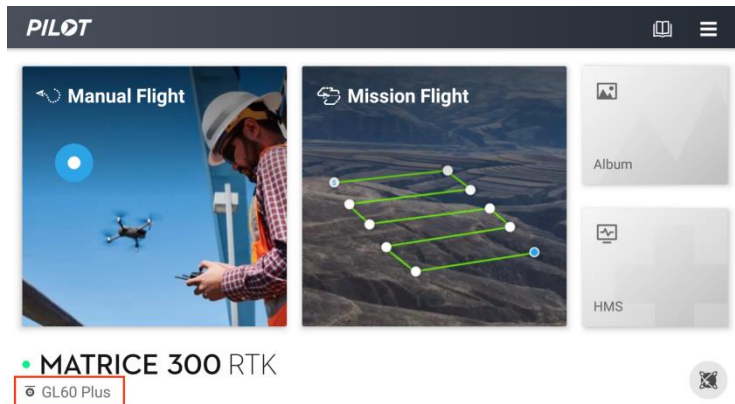 PILOT
Manual Flight
Mission Flight
Album
HMS
MATRICE 300 RTK
GL60 Plus